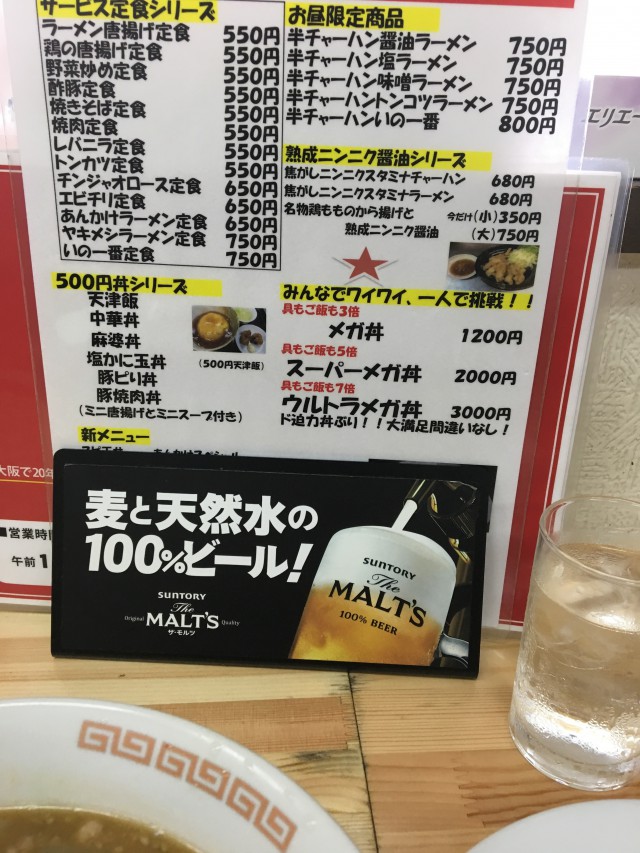 サービス定食シリーズ
ラーメン唐揚げ定食 550円
鶏の唐揚げ定食 550円
野菜炒め定食 550円
酢豚定食 550円
焼きそば定食 550円
焼肉定食 550円
レバニラ定食 550円
トンカツ定食 550円
チンジャオロース定食 650円
エビチリ定食 650円
あんかけラーメン定食 650円
ヤキメシラーメン定食 750円
いの一番定食 750円
お昼限定商品
半チャーハン醤油ラーメン 750円
半チャーハン塩ラーメン 750円
半チャーハン味噌ラーメン 750円
半チャーハントンコツラーメン 750円
半チャーハンいの一番 800円
熟成ニンニク醤油シリーズ
焦がしニンニクスタミナチャーハン 680円
焦がしニンニクスタミナラーメン 680円
名物鶏もものから揚げと 今だけ(小)350円
熟成ニンニク醤油 (大)750円
500円丼シリーズ
天津飯
中華丼
麻婆丼
塩かに玉丼
豚ピリ丼
豚焼肉丼
(ミニ唐揚げとミニスープ付き)
(500円天津飯)
みんなでワイワイ、一人で挑戦!!
具もご飯も3倍
メガ丼 1200円
具もご飯も5倍
スーパーメガ丼 2000円
具もご飯も7倍
ウルトラメガ丼 3000円
ド迫力丼ぶり!!大満足間違いなし!
新メニュー
大阪で20年
■営業時間
午前1
エリエー
麦と天然水の
100%ビール!
SUNTORY
The
Original MALT'S Quality
ザ・モルツ
SUNTORY
The
MALT'S
100% BEER